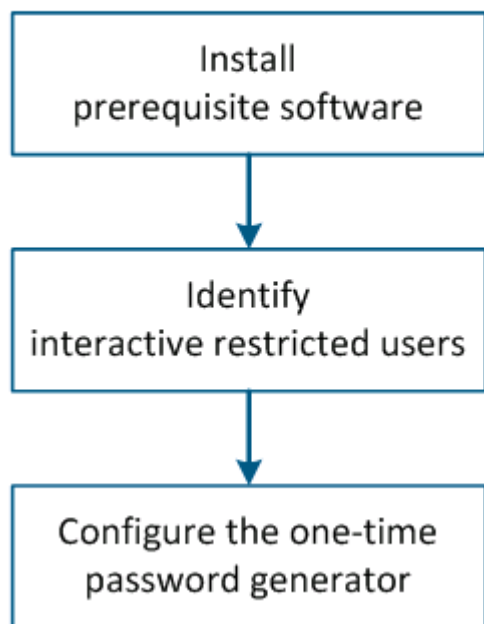 Install
prerequisite software
Identify
interactive restricted users
Configure the one-time
password generator